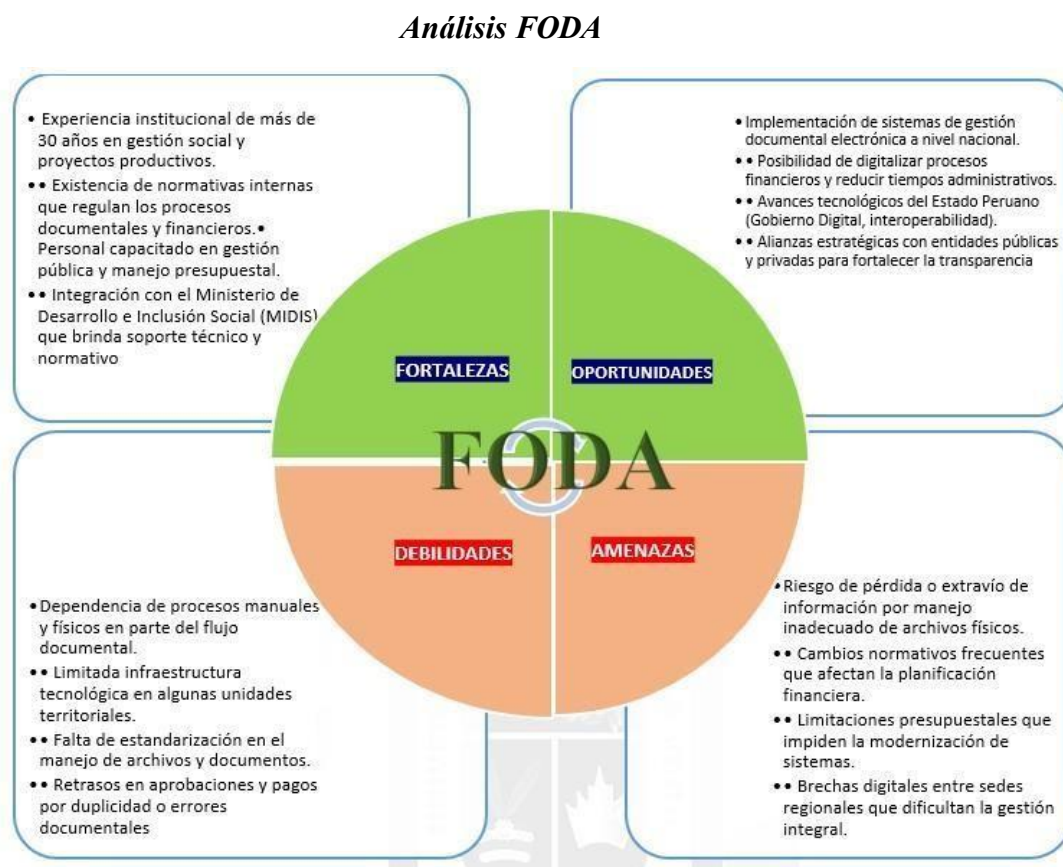 Análisis FODA
• Experiencia institucional de más de
30 años en gestión social y
proyectos productivos.
•• Existencia de normativas internas
que regulan los procesos
documentales y financieros.•
Personal capacitado en gestión
pública y manejo presupuestal.
•• Integración con el Ministerio de
Desarrollo e Inclusión Social (MIDIS)
que brinda soporte técnico y
normativo
•Implementación de sistemas de gestión
documental electrónica a nivel nacional.
•• Posibilidad de digitalizar procesos
financieros y reducir tiempos administrativos.
•• Avances tecnológicos del Estado Peruano
(Gobierno Digital, interoperabilidad).
•• Alianzas estratégicas con entidades públicas
y privadas para fortalecer la transparencia
FORTALEZAS
OPORTUNIDADES
FODA
DEBILIDADES
AMENAZAS
•Dependencia de procesos manuales
y físicos en parte del flujo
documental.
•• Limitada infraestructura
tecnológica en algunas unidades
territoriales.
•• Falta de estandarización en el
manejo de archivos y documentos.
•• Retrasos en aprobaciones y pagos
por duplicidad o errores
documentales
•Riesgo de pérdida o extravío de
información por manejo
inadecuado de archivos físicos.
•• Cambios normativos frecuentes
que afectan la planificación
financiera.
•• Limitaciones presupuestales que
impiden la modernización de
sistemas.
•• Brechas digitales entre sedes
regionales que dificultan la gestión
integral.